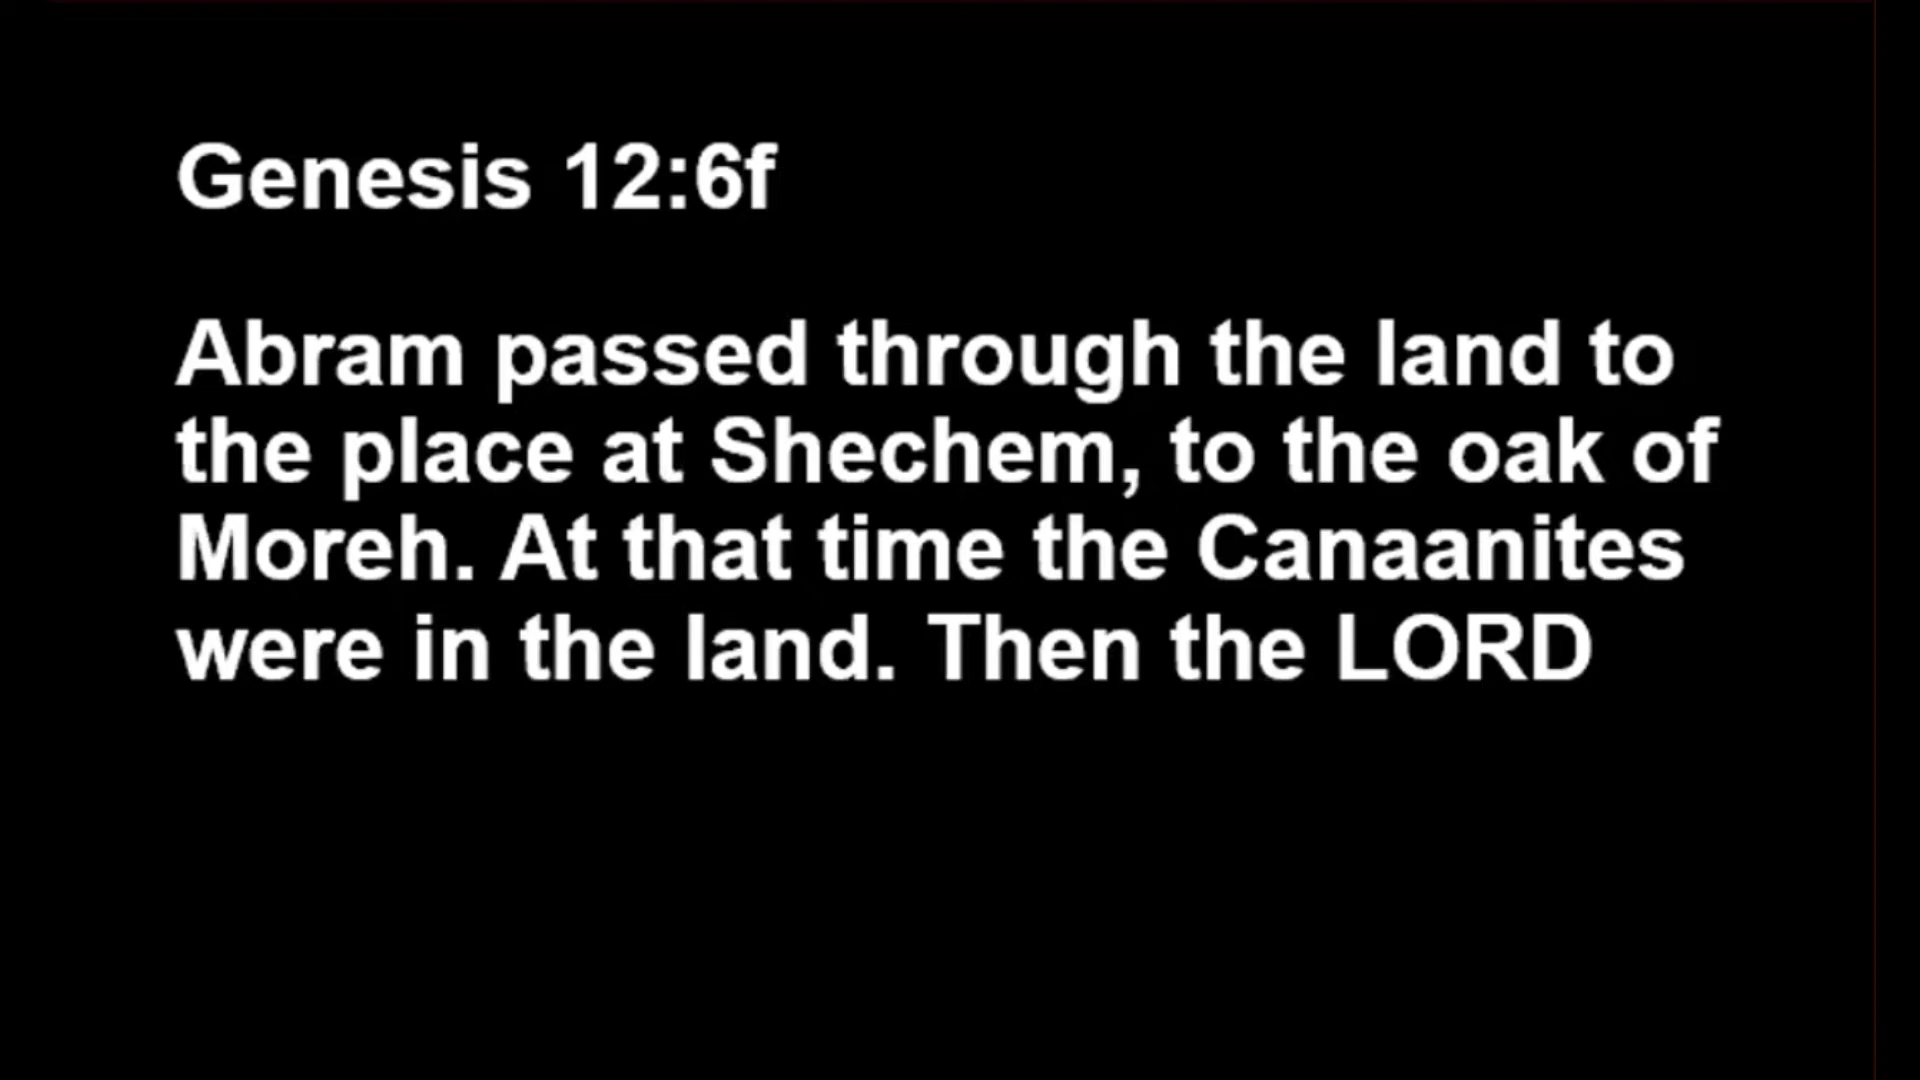 Genesis 12:6f
Abram passed through the land to
the place at Shechem, to the oak of
Moreh. At that time the Canaanites
were in the land. Then the LORD